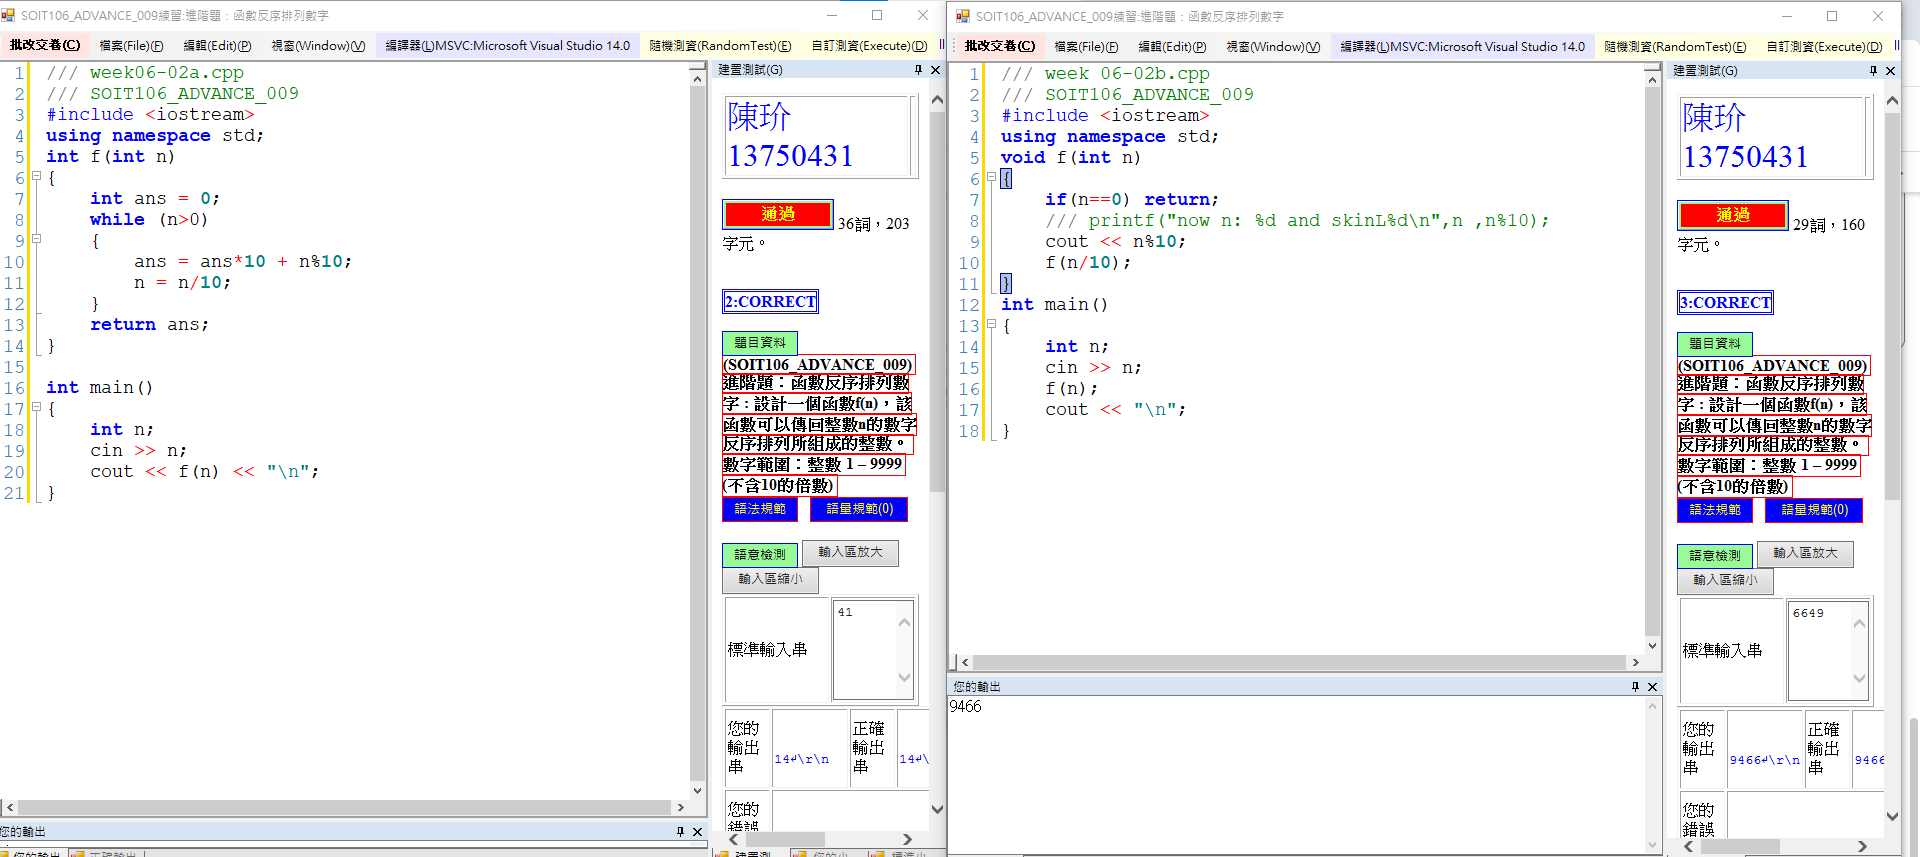 SOIT106_ADVANCE_009練習:進階題：函數反序排列數字
批改交卷(C) 檔案(File)(F) 編輯(Edit)(P) 視窗(Window)(V) 編譯器(L)MSVC:Microsoft Visual Studio 14.0 隨機測資(RandomTest)(E) 自訂測資(Execute)(D)
1 /// week06-02a.cpp
2 /// SOIT106_ADVANCE_009
3 #include <iostream>
4 using namespace std;
5 int f(int n)
6 {
7     int ans = 0;
8     while (n>0)
9     {
10         ans = ans*10 + n%10;
11         n = n/10;
12     }
13     return ans;
14 }
15
16 int main()
17 {
18     int n;
19     cin >> n;
20     cout << f(n) << "\n";
21 }
您的輸出
建置測試(G)
陳玠
13750431
通過 36詞，203
字元。
2:CORRECT
題目資料
(SOIT106_ADVANCE_009)
進階題：函數反序排列數
字：設計一個函數f(n)，該
函數可以傳回整數n的數字
反序排列所組成的整數。
數字範圍：整數 1 – 9999
(不含10的倍數)
語法規範 語量規範(0)
語意檢測 輸入區放大
輸入區縮小
標準輸入串 41
您的輸出串 14↵\r\n 正確輸出串 14↵\
您的錯誤
SOIT106_ADVANCE_009練習:進階題：函數反序排列數字
批改交卷(C) 檔案(File)(F) 編輯(Edit)(P) 視窗(Window)(V) 編譯器(L)MSVC:Microsoft Visual Studio 14.0 隨機測資(RandomTest)(E) 自訂測資(Execute)(D)
1 /// week 06-02b.cpp
2 /// SOIT106_ADVANCE_009
3 #include <iostream>
4 using namespace std;
5 void f(int n)
6 {
7     if(n==0) return;
8     /// printf("now n: %d and skinL%d\n",n ,n%10);
9     cout << n%10;
10     f(n/10);
11 }
12 int main()
13 {
14     int n;
15     cin >> n;
16     f(n);
17     cout << "\n";
18 }
您的輸出
9466
建置測試(G)
陳玠
13750431
通過 29詞，160
字元。
3:CORRECT
題目資料
(SOIT106_ADVANCE_009)
進階題：函數反序排列數
字：設計一個函數f(n)，該
函數可以傳回整數n的數字
反序排列所組成的整數。
數字範圍：整數 1 – 9999
(不含10的倍數)
語法規範 語量規範(0)
語意檢測 輸入區放大
輸入區縮小
標準輸入串 6649
您的輸出串 9466↵\r\n 正確輸出串 9466
您的錯誤